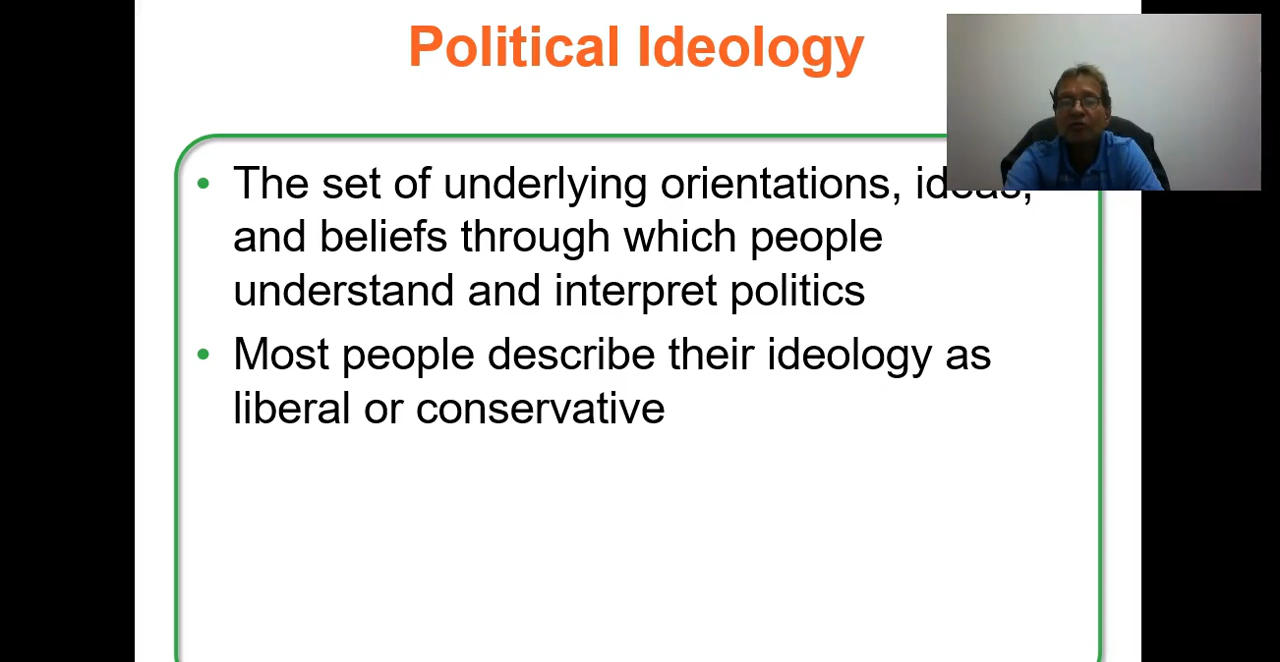 Political Ideology
• The set of underlying orientations, ideas,
and beliefs through which people
understand and interpret politics
• Most people describe their ideology as
liberal or conservative